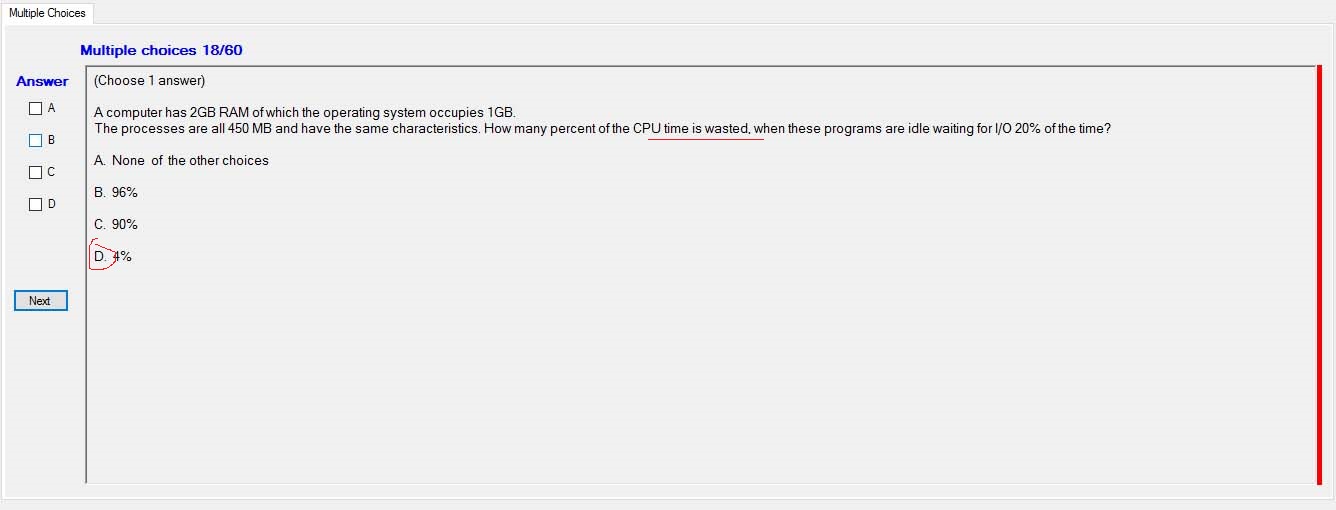 Multiple Choices
Multiple choices 18/60
Answer
A
B
C
D
Next
(Choose 1 answer)
A computer has 2GB RAM of which the operating system occupies 1GB.
The processes are all 450 MB and have the same characteristics. How many percent of the CPU time is wasted, when these programs are idle waiting for I/O 20% of the time?
A. None of the other choices
B. 96%
C. 90%
D. 4%